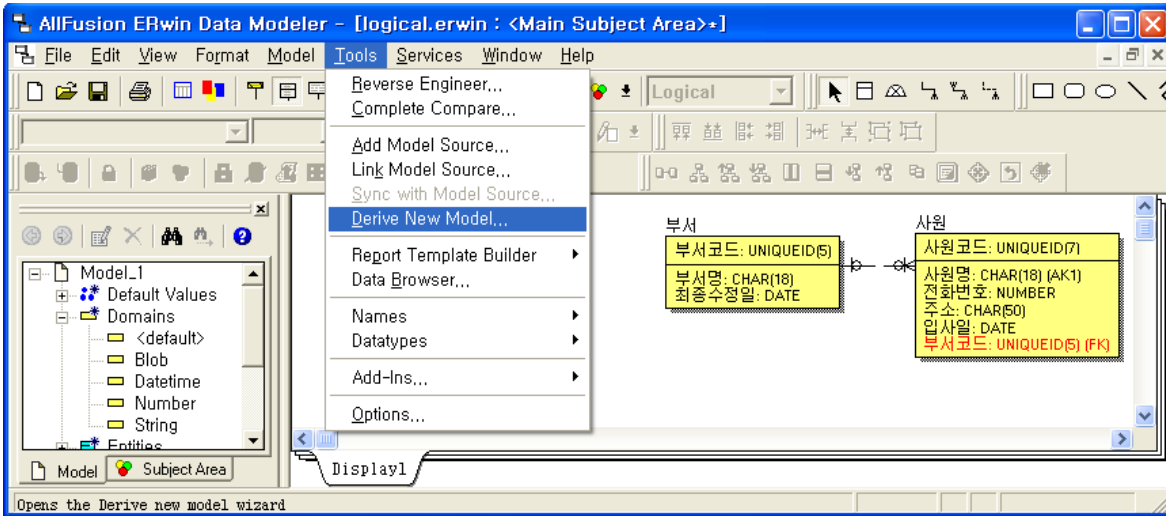 AllFusion ERwin Data Modeler - [logical.erwin : <Main Subject Area>*]
File Edit View Format Model Tools Services Window Help
Logical
Reverse Engineer...
Complete Compare...
Add Model Source...
Link Model Source...
Sync with Model Source...
Derive New Model...
Report Template Builder
Data Browser...
Names
Datatypes
Add-Ins...
Options...
Model_1
Default Values
Domains
<default>
Blob
Datetime
Number
String
Entities
Model Subject Area
부서
부서코드: UNIQUEID(5)
부서명: CHAR(18)
최종수정일: DATE
사원
사원코드: UNIQUEID(7)
사원명: CHAR(18) (AK1)
전화번호: NUMBER
주소: CHAR(50)
입사일: DATE
부서코드: UNIQUEID(5) (FK)
Display1
Opens the Derive new model wizard